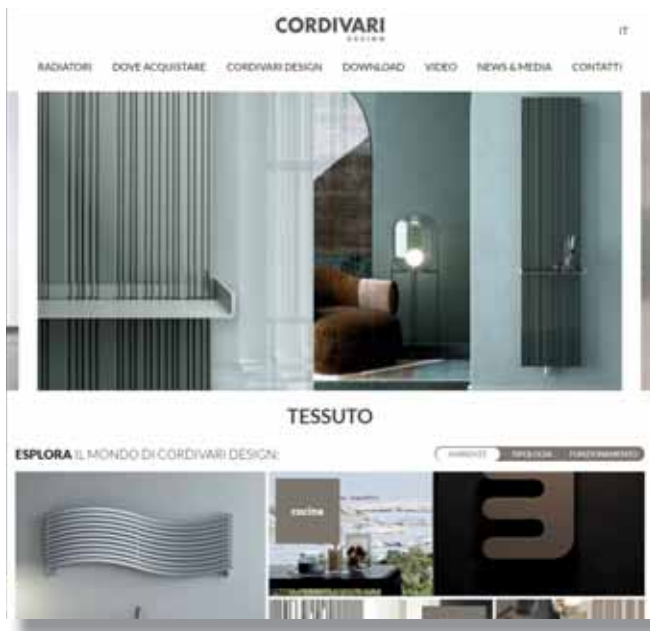 CORDIVARI
DESIGN
IT
RADIATORI DOVE ACQUISTARE CORDIVARI DESIGN DOWNLOAD VIDEO NEWS & MEDIA CONTATTI
TESSUTO
ESPLORA IL MONDO DI CORDIVARI DESIGN:
AMBIENTE TIPOLOGIA FUNZIONAMENTO
cucina